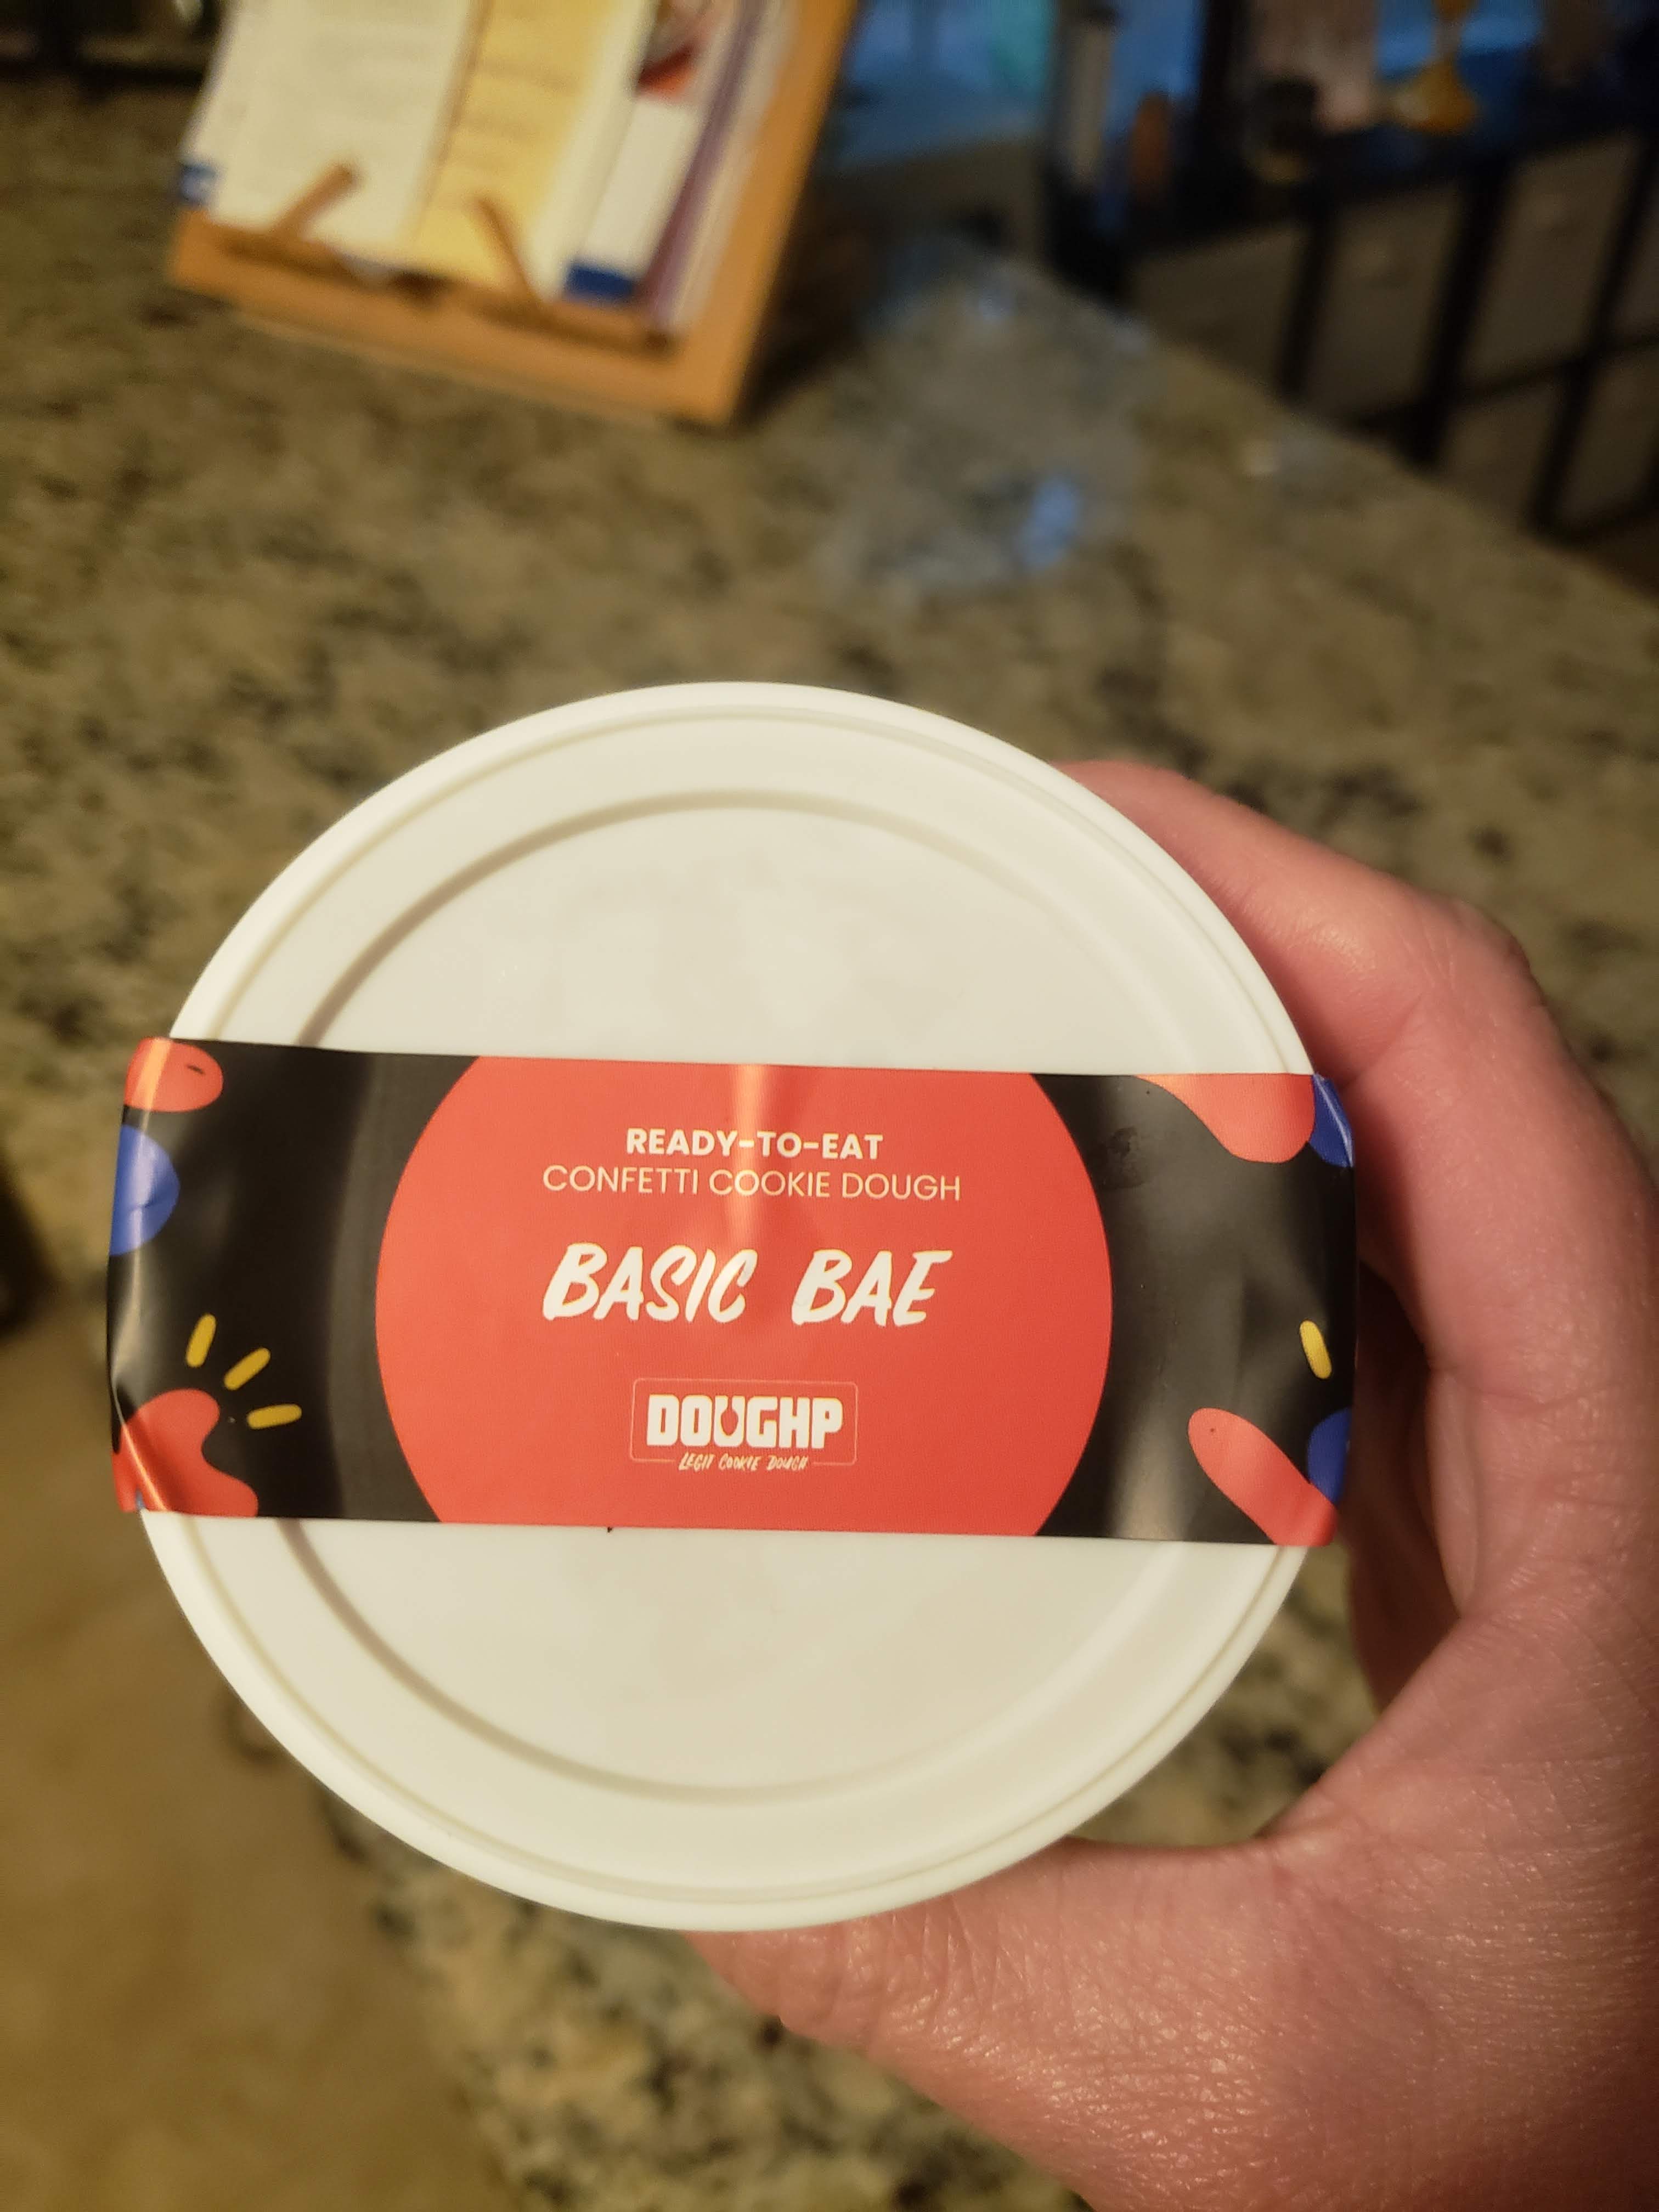 READY-TO-EAT
CONFETTI COOKIE DOUGH
BASIC BAE
DOUGHP
LEGIT COOKIE DOUGH